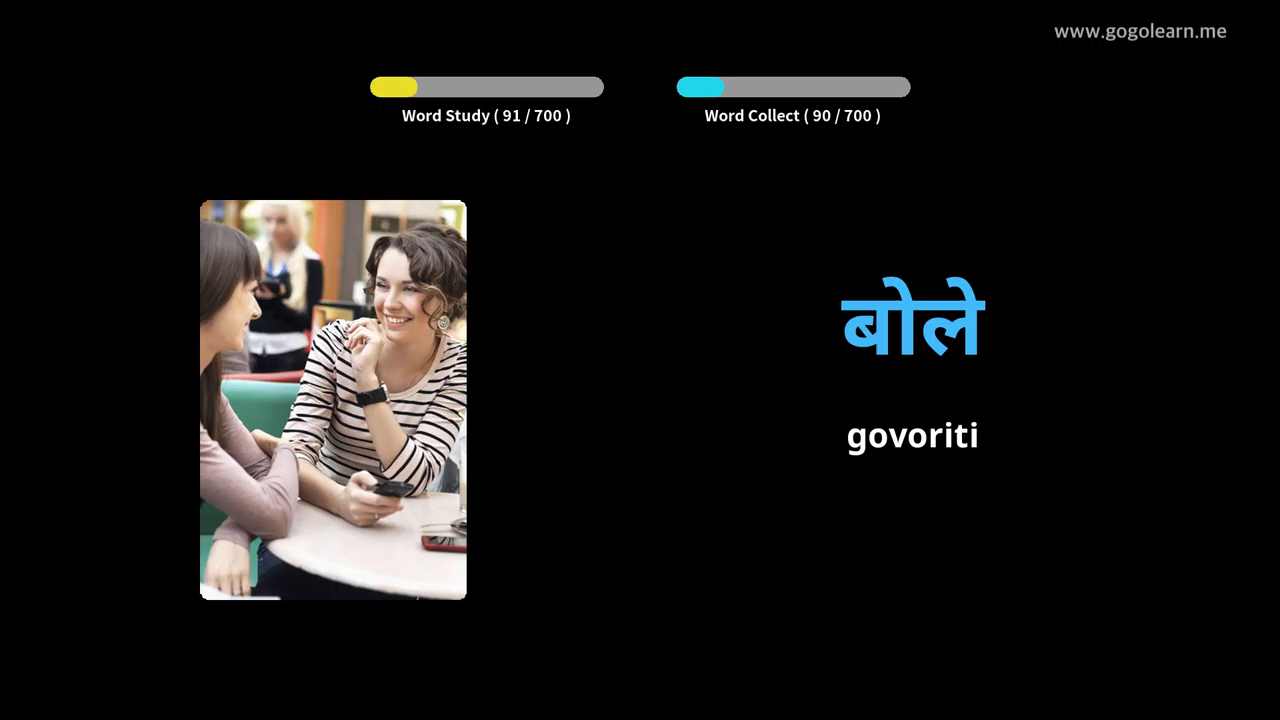 www.gogolearn.me
Word Study ( 91 / 700 )
Word Collect ( 90 / 700 )
बोले
govoriti